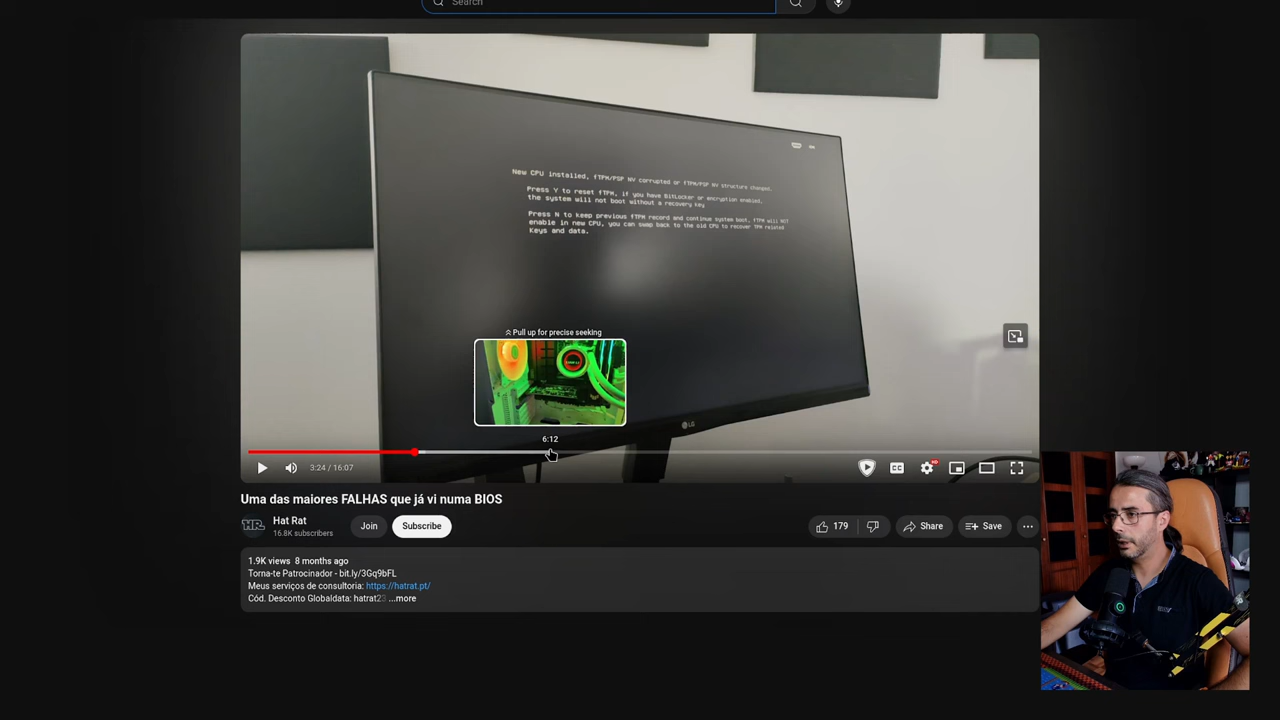 Search
New CPU installed, fTPM/PSP NV corrupted or fTPM/PSP NV structure changed.
Press Y to reset fTPM, if you have BitLocker or encryption enabled,
the system will not boot without a recovery key
Press N to keep previous fTPM record and continue system boot, fTPM will NOT
enable in new CPU, you can swap back to the old CPU to recover TPM related
Keys and data.
Pull up for precise seeking
6:12
LG
3:24 / 16:07
CC
HD
Uma das maiores FALHAS que já vi numa BIOS
HR
Hat Rat
16.8K subscribers
Join
Subscribe
179
Share
Save
1.9K views 8 months ago
Torna-te Patrocinador - bit.ly/3Gq9bFL
Meus serviços de consultoria: https://hatrat.pt/
Cód. Desconto Globaldata: hatrat23 ...more